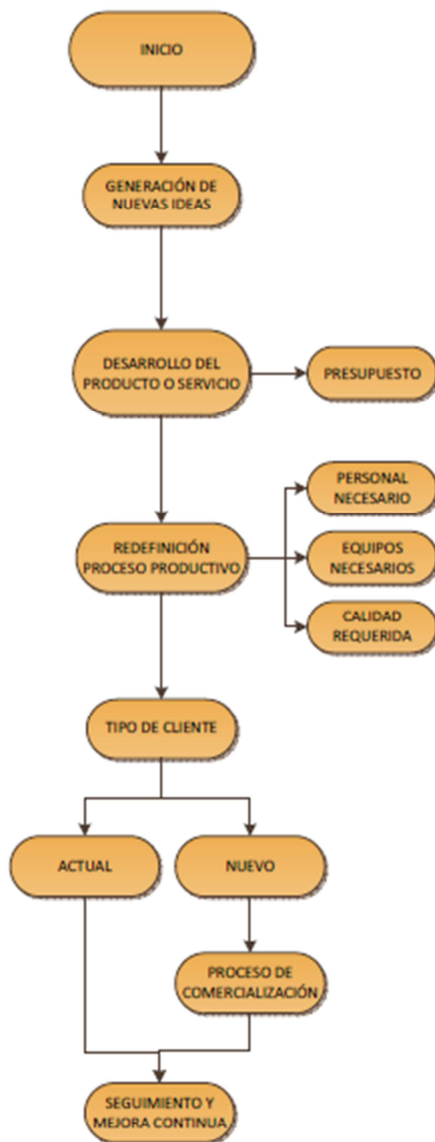 INICIO
GENERACIÓN DE
NUEVAS IDEAS
DESARROLLO DEL
PRODUCTO O SERVICIO
PRESUPUESTO
PERSONAL
NECESARIO
REDEFINICIÓN
PROCESO PRODUCTIVO
EQUIPOS
NECESARIOS
CALIDAD
REQUERIDA
TIPO DE CLIENTE
ACTUAL
NUEVO
PROCESO DE
COMERCIALIZACIÓN
SEGUIMIENTO Y
MEJORA CONTINUA